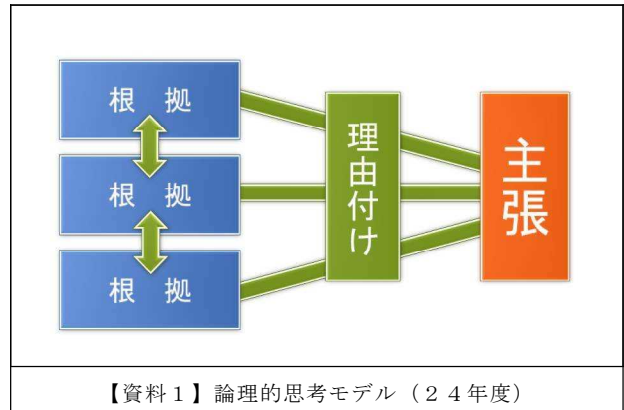 根 拠
根 拠
根 拠
理由付け
主張
【資料１】論理的思考モデル（２４年度）